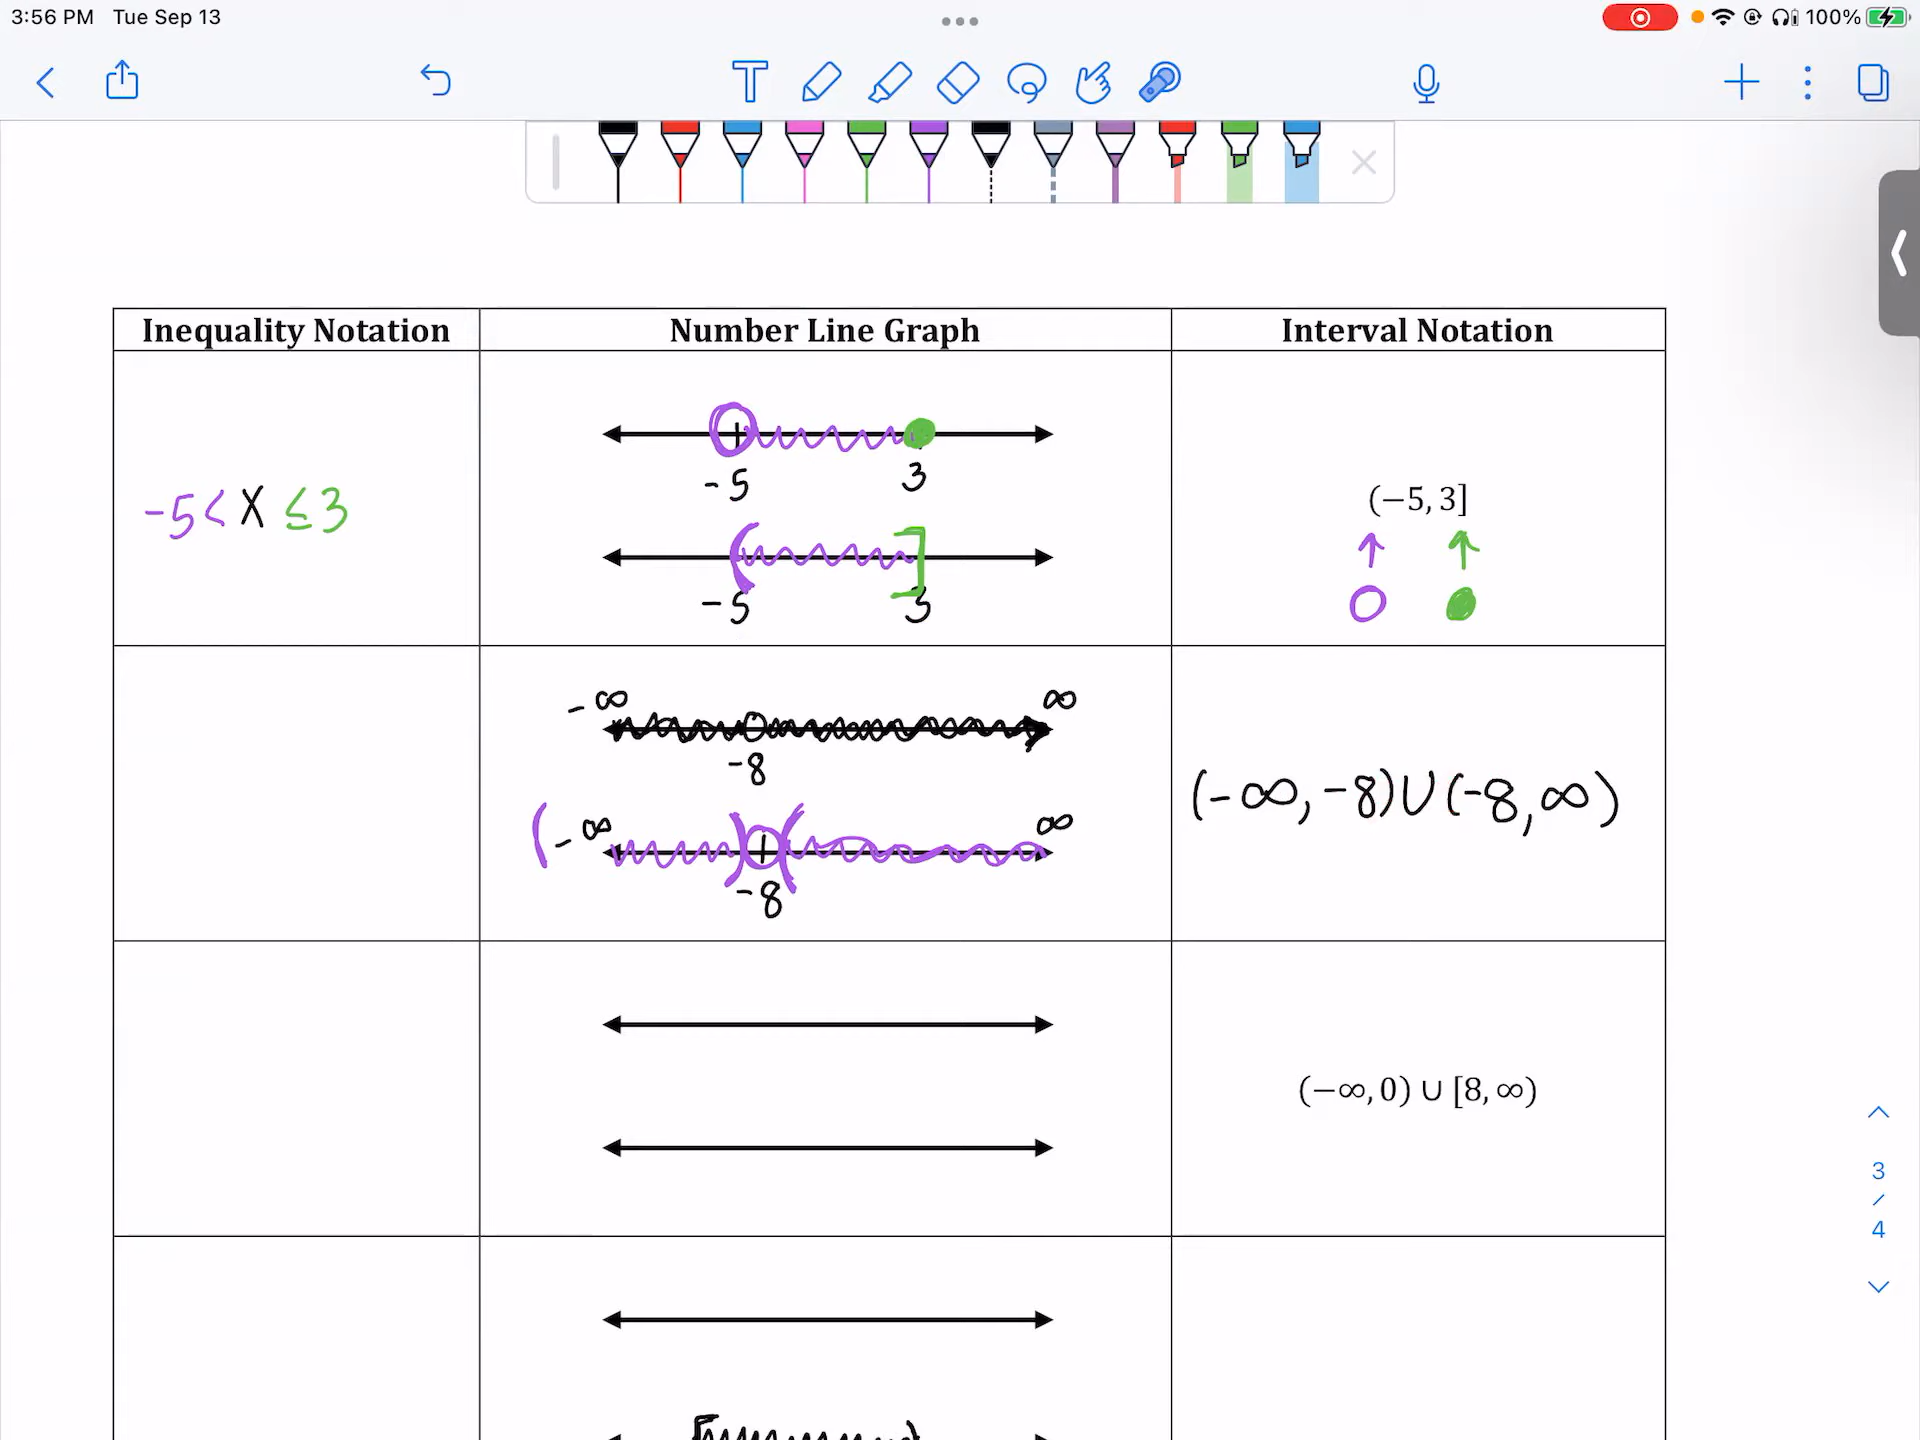 3:56 PM Tue Sep 13
100%
T
Inequality Notation
Number Line Graph
Interval Notation
-5 < X ≤ 3
-5 3
(−5, 3]
-5 3
-∞ ∞
-8
(-∞, -8) ∪ (-8, ∞)
( -∞ ) ( ∞
-8
(−∞, 0) ∪ [8, ∞)
3
/
4